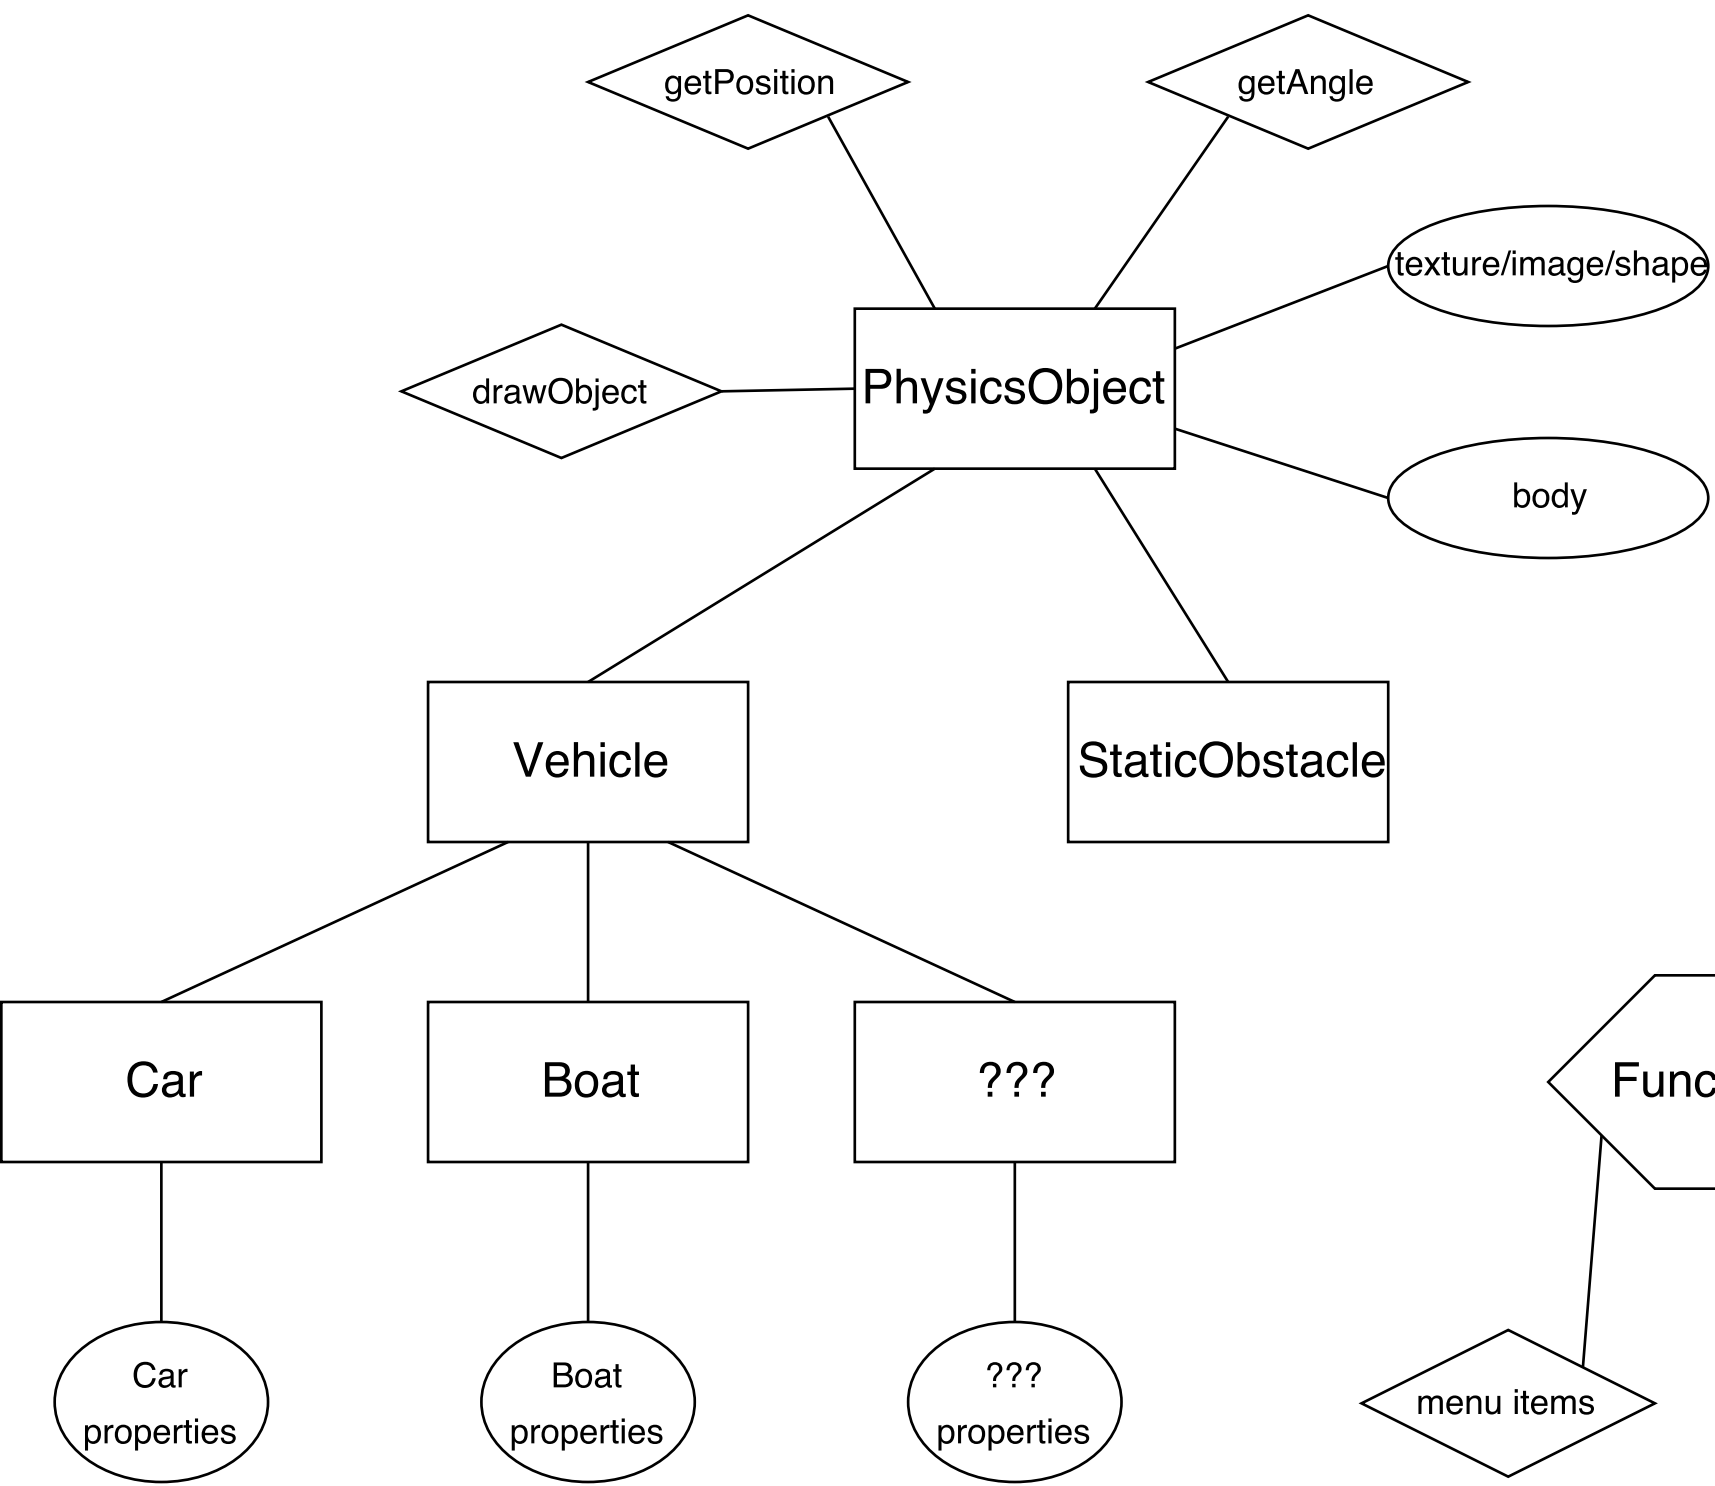 getPosition
getAngle
texture/image/shape
drawObject
PhysicsObject
body
Vehicle
StaticObstacle
Car
Boat
???
Func
Car
properties
Boat
properties
???
properties
menu items